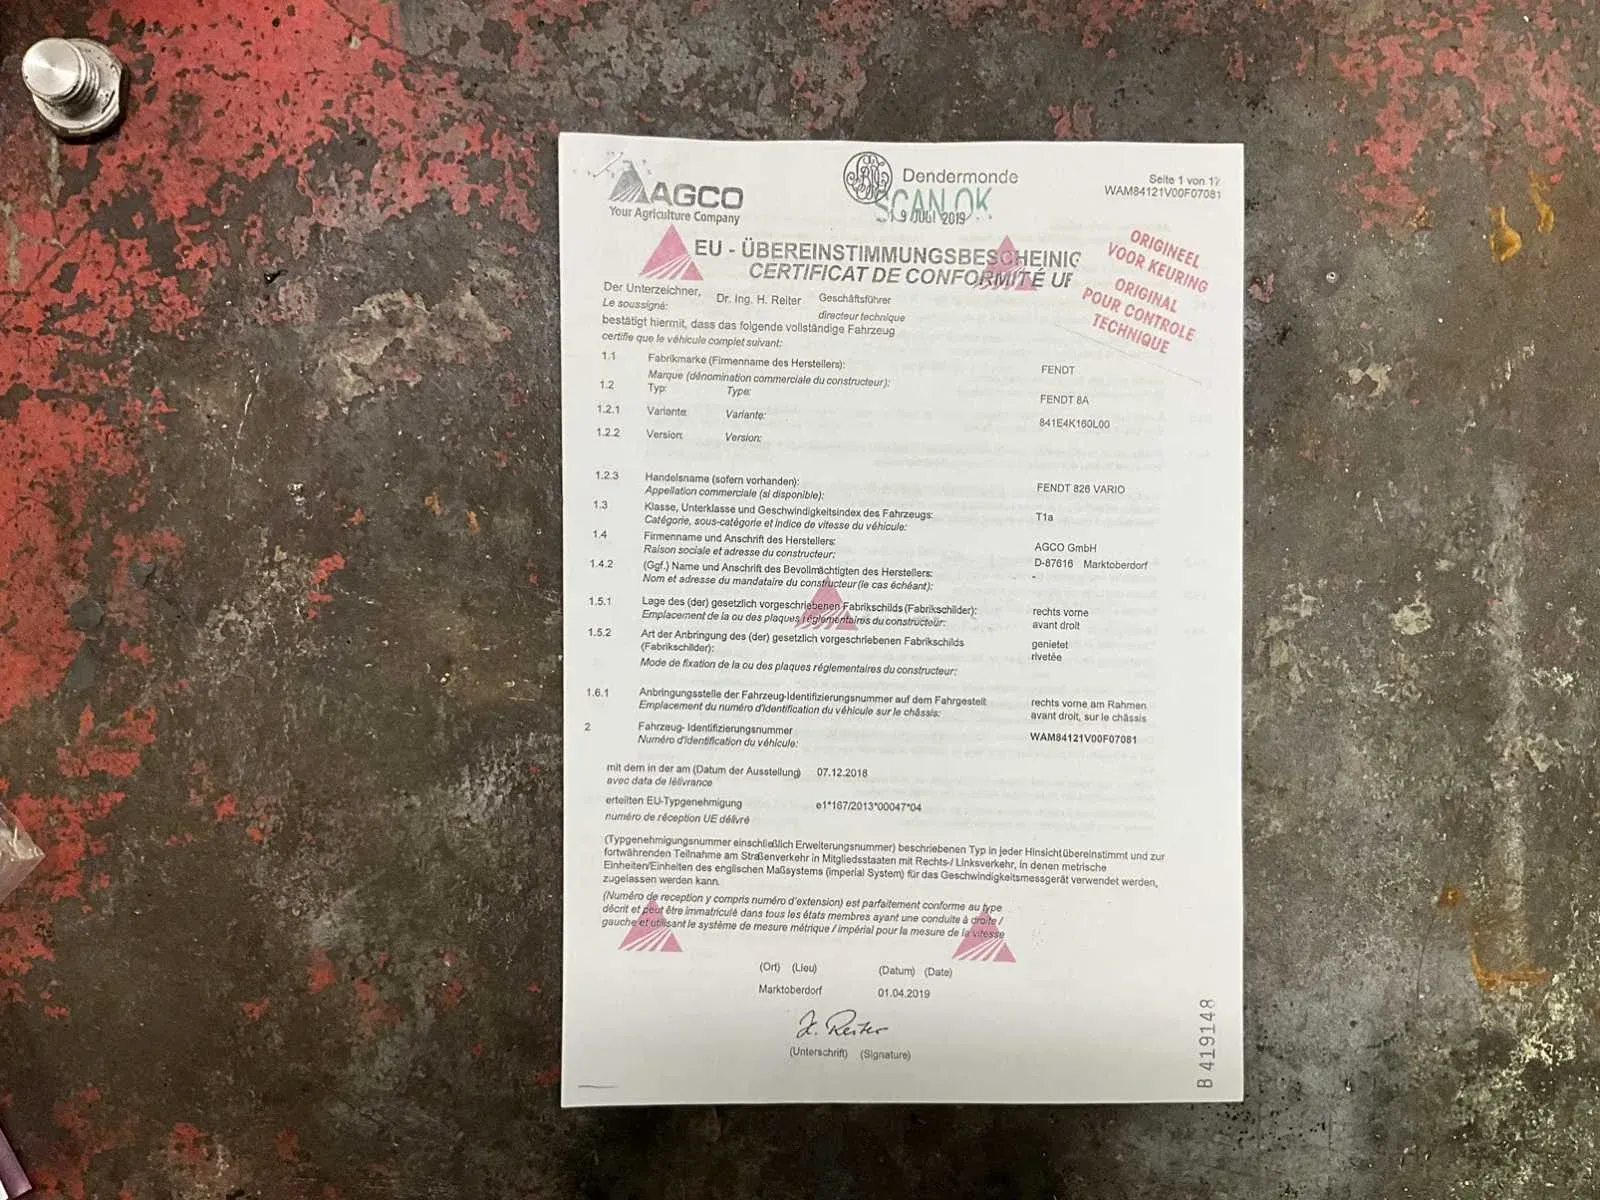 AGCO
Your Agriculture Company
Dendermonde
SCAN OK
19 JULI 2019
Seite 1 von 17
WAM84121V00F07081
ORIGINEEL
VOOR KEURING
ORIGINAL
POUR CONTROLE
TECHNIQUE
EU - ÜBEREINSTIMMUNGSBESCHEINIG
CERTIFICAT DE CONFORMITÉ UE
Der Unterzeichner, Dr. Ing. H. Reiter Geschäftsführer
Le soussigné: directeur technique
bestätigt hiermit, dass das folgende vollständige Fahrzeug
certifie que le véhicule complet suivant:
1.1 Fabrikmarke (Firmenname des Herstellers): FENDT
Marque (dénomination commerciale du constructeur):
1.2 Typ: Type: FENDT 8A
1.2.1 Variante: Variante: 841E4K160L00
1.2.2 Version: Version:
1.2.3 Handelsname (sofern vorhanden): FENDT 826 VARIO
Appellation commerciale (si disponible):
1.3 Klasse, Unterklasse und Geschwindigkeitsindex des Fahrzeugs: T1a
Catégorie, sous-catégorie et indice de vitesse du véhicule:
1.4 Firmenname und Anschrift des Herstellers: AGCO GmbH
Raison sociale et adresse du constructeur: D-87616 Marktoberdorf
1.4.2 (Ggf.) Name und Anschrift des Bevollmächtigten des Herstellers: -
Nom et adresse du mandataire du constructeur (le cas échéant):
1.5.1 Lage des (der) gesetzlich vorgeschriebenen Fabrikschilds (Fabrikschilder): rechts vorne
Emplacement de la ou des plaques réglementaires du constructeur: avant droit
1.5.2 Art der Anbringung des (der) gesetzlich vorgeschriebenen Fabrikschilds genietet
(Fabrikschilder): rivetée
Mode de fixation de la ou des plaques réglementaires du constructeur:
1.6.1 Anbringungsstelle der Fahrzeug-Identifizierungsnummer auf dem Fahrgestell rechts vorne am Rahmen
Emplacement du numéro d'identification du véhicule sur le châssis: avant droit, sur le châssis
2 Fahrzeug- Identifizierungsnummer WAM84121V00F07081
Numéro d'identification du véhicule:
mit dem in der am (Datum der Ausstellung) 07.12.2018
avec data de lélivrance
erteilten EU-Typgenehmigung e1*167/2013*00047*04
numéro de réception UE délivré
(Typgenehmigungsnummer einschließlich Erweiterungsnummer) beschriebenen Typ in jeder Hinsicht übereinstimmt und zur
fortwährenden Teilnahme am Straßenverkehr in Mitgliedsstaaten mit Rechts-/ Linksverkehr, in denen metrische
Einheiten/Einheiten des englischen Maßsystems (imperial System) für das Geschwindigkeitsmessgerät verwendet werden,
zugelassen werden kann.
(Numéro de reception y compris numéro d'extension) est parfaitement conforme au type
décrit et peut être immatriculé dans tous les états membres ayant une conduite à droite /
gauche et utilisant le système de mesure métrique / impérial pour la mesure de la vitesse
(Ort) (Lieu) (Datum) (Date)
Marktoberdorf 01.04.2019
H. Reiter
(Unterschrift) (Signature)
B 419148